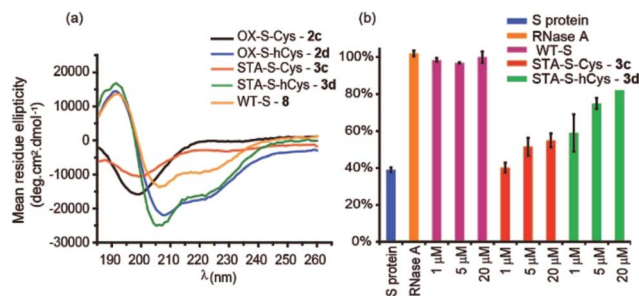 (a)
OX-S-Cys - 2c
OX-S-hCys - 2d
STA-S-Cys - 3c
STA-S-hCys - 3d
WT-S - 8
Mean residue ellipticity
(deg.cm².dmol-¹)
20000
10000
0
-10000
-20000
-30000
190 200 210 220 230 240 250 260
λ(nm)
(b)
S protein
RNase A
WT-S
STA-S-Cys - 3c
STA-S-hCys - 3d
100%
80%
60%
40%
20%
0%
S protein
RNase A
1 µM
5 µM
20 µM
1 µM
5 µM
20 µM
1 µM
5 µM
20 µM